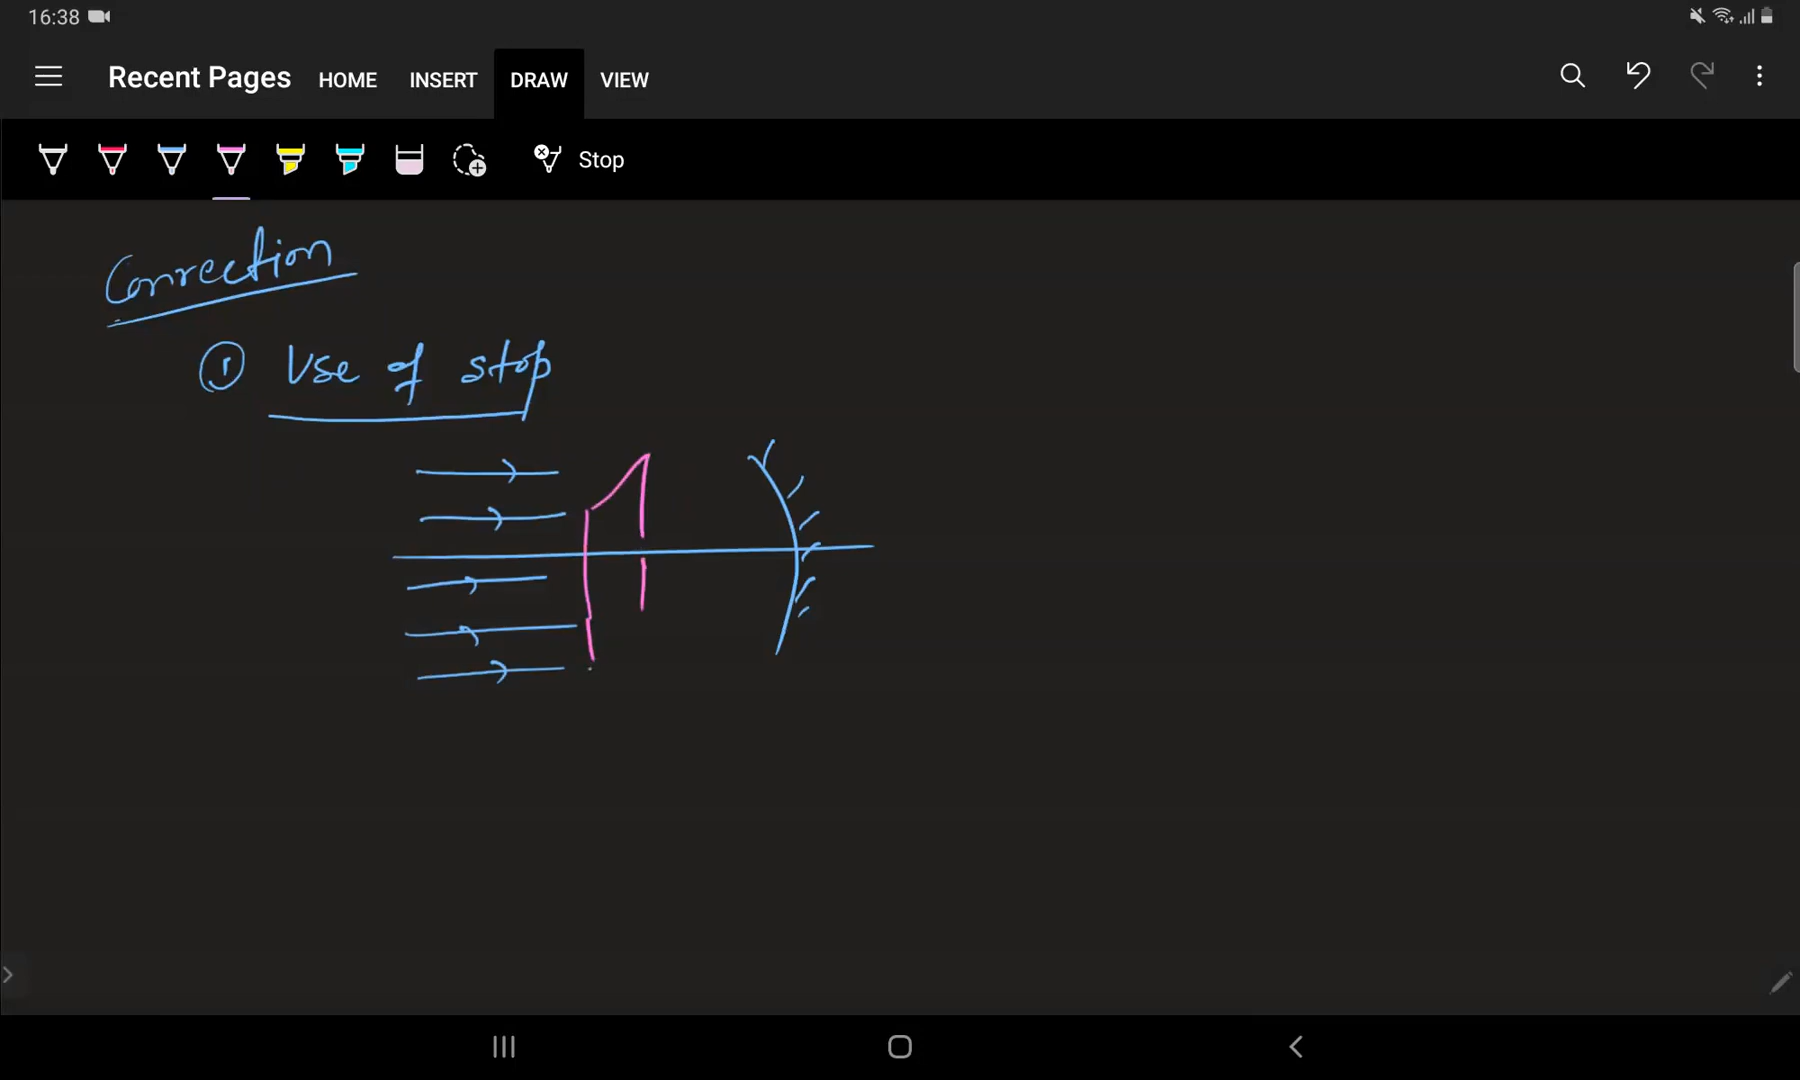 16:38
Recent Pages HOME INSERT DRAW VIEW
Stop
Correction
① Use of stop